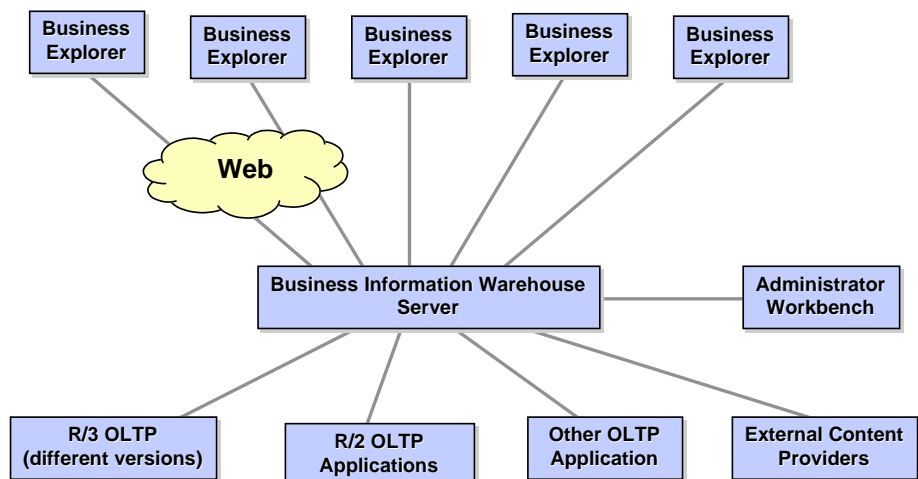 Business
Explorer
Business
Explorer
Business
Explorer
Business
Explorer
Business
Explorer
Web
Business Information Warehouse
Server
Administrator
Workbench
R/3 OLTP
(different versions)
R/2 OLTP
Applications
Other OLTP
Application
External Content
Providers